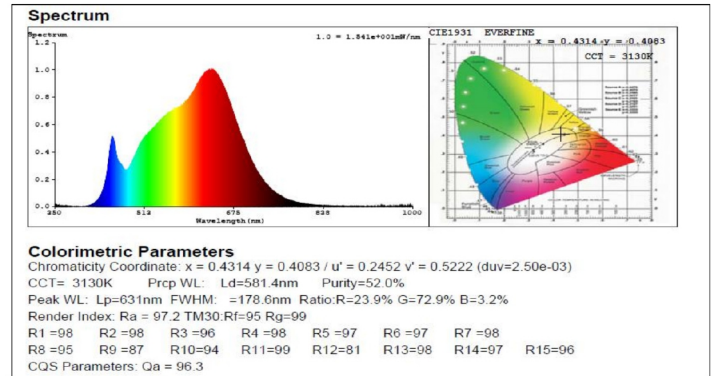 Spectrum
Spectrum
1.0 = 1.841e+001mW/nm
1.2
1.0
0.8
0.6
0.4
0.2
0.0
350 513 675 838 1000
Wavelength(nm)
CIE1931 EVERFINE
x = 0.4314 y = 0.4083
CCT = 3130K
Colorimetric Parameters
Chromaticity Coordinate: x = 0.4314 y = 0.4083 / u' = 0.2452 v' = 0.5222 (duv=2.50e-03)
CCT= 3130K Prcp WL: Ld=581.4nm Purity=52.0%
Peak WL: Lp=631nm FWHM: =178.6nm Ratio:R=23.9% G=72.9% B=3.2%
Render Index: Ra = 97.2 TM30:Rf=95 Rg=99
R1 =98 R2 =98 R3 =96 R4 =98 R5 =97 R6 =97 R7 =98
R8 =95 R9 =87 R10=94 R11=99 R12=81 R13=98 R14=97 R15=96
CQS Parameters: Qa = 96.3